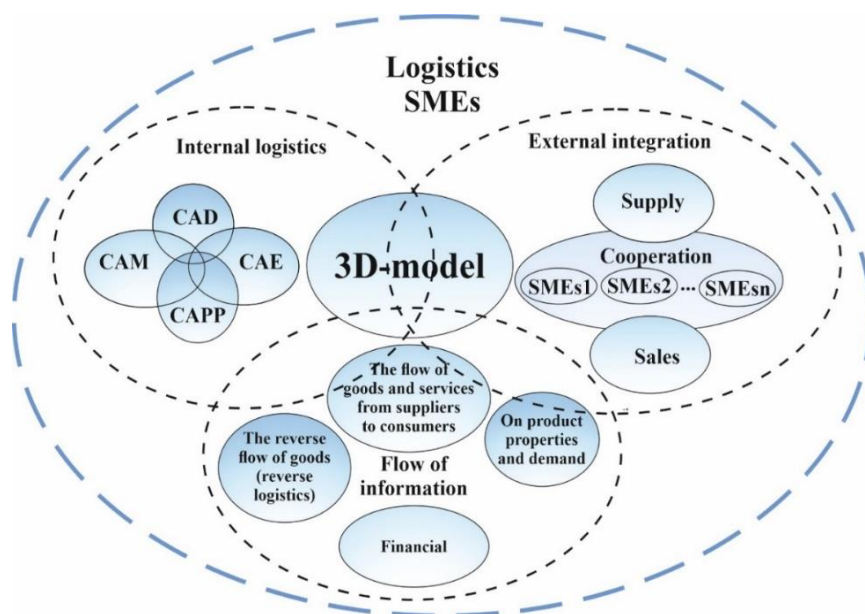 Logistics
SMEs
Internal logistics
External integration
CAD
CAM
CAE
CAPP
3D-model
Supply
Cooperation
SMEs1
SMEs2
...
SMEsn
Sales
The flow of
goods and services
from suppliers
to consumers
The reverse
flow of goods
(reverse
logistics)
On product
properties
and demand
Flow of
information
Financial